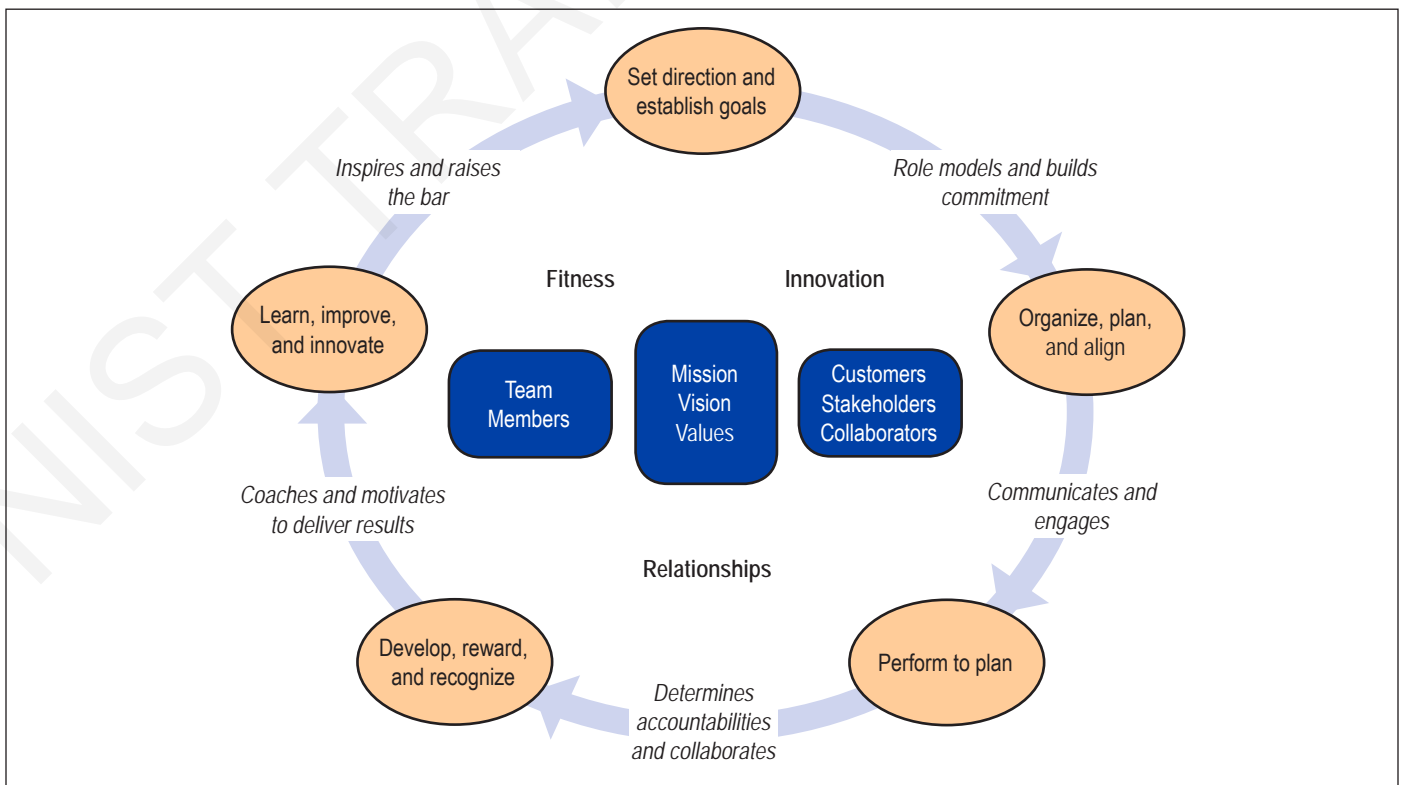 Set direction and
establish goals
Inspires and raises
the bar
Role models and builds
commitment
Fitness
Innovation
Learn, improve,
and innovate
Organize, plan,
and align
Team
Members
Mission
Vision
Values
Customers
Stakeholders
Collaborators
Coaches and motivates
to deliver results
Communicates and
engages
Relationships
Develop, reward,
and recognize
Perform to plan
Determines
accountabilities
and collaborates
NIST TRA